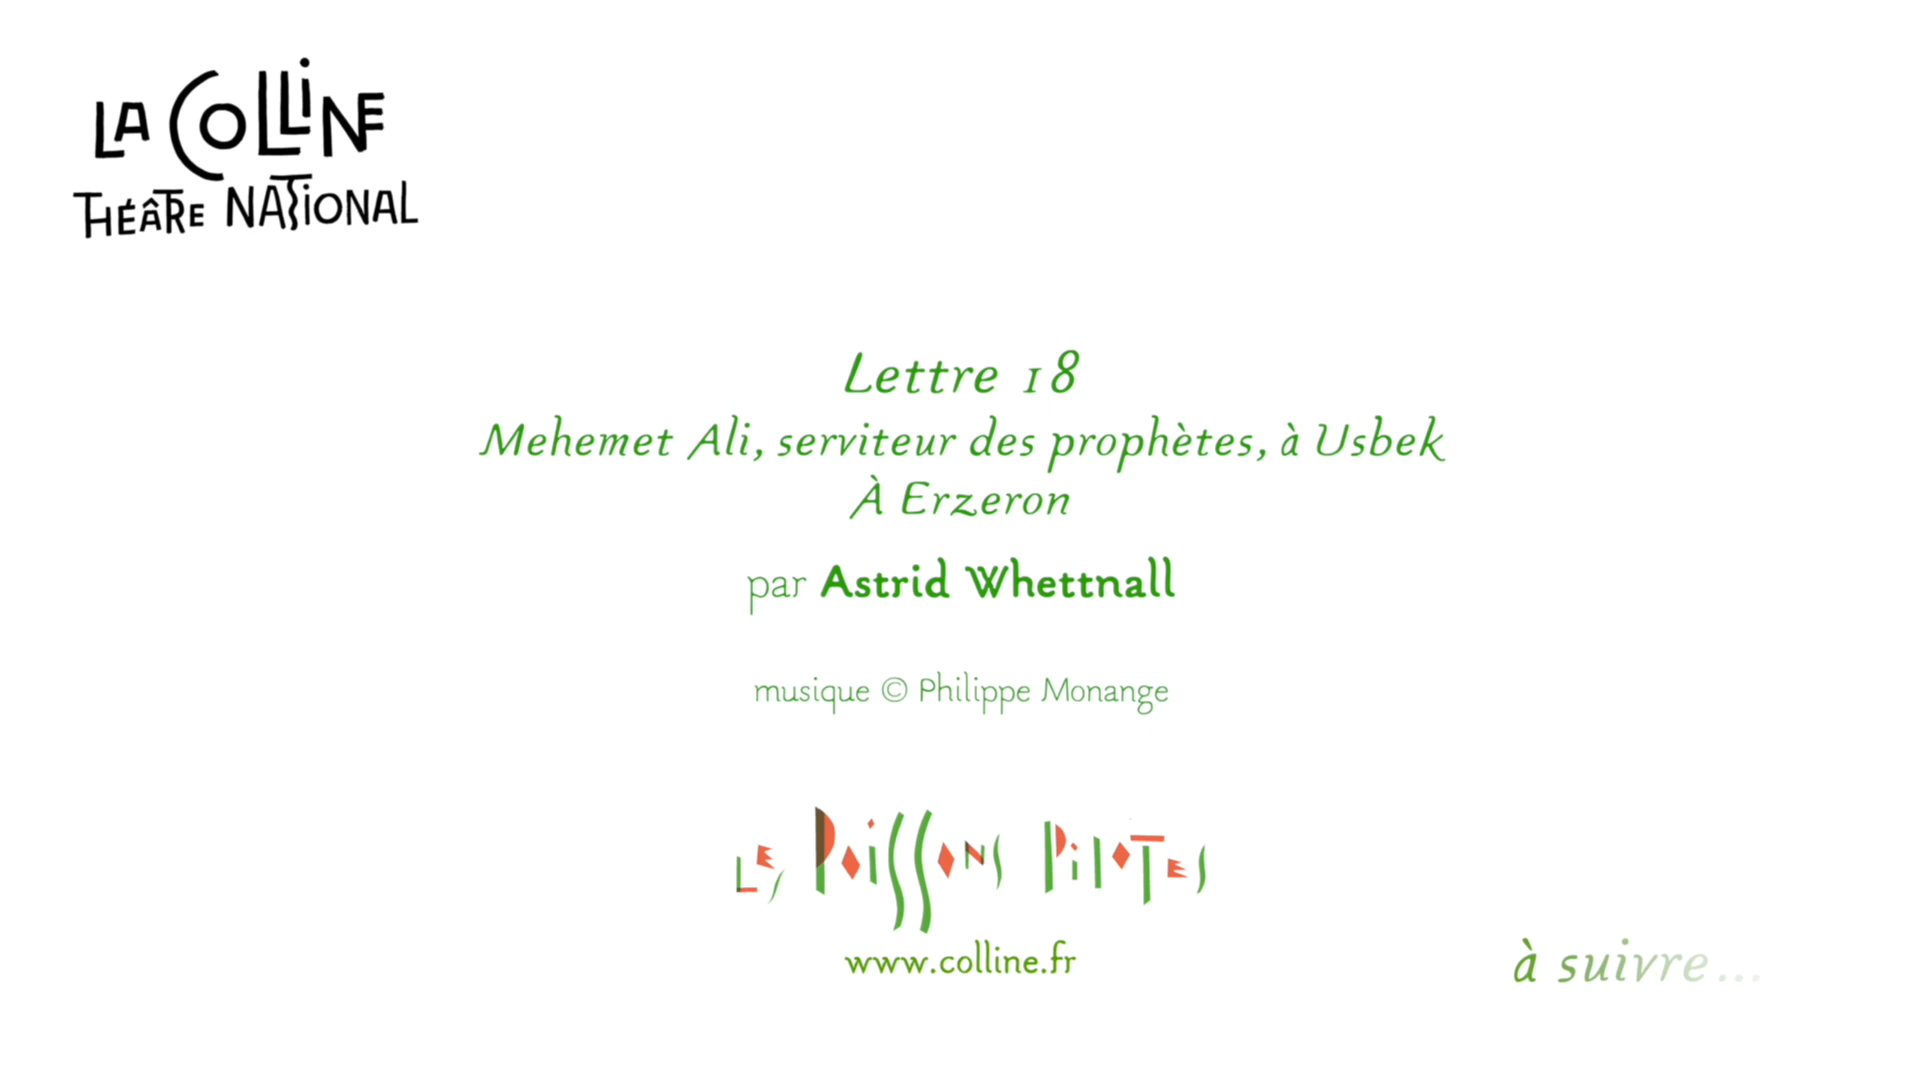 LA COLLINE
THÉÂTRE NATIONAL
Lettre 18
Mehemet Ali, serviteur des prophètes, à Usbek
À Erzeron
par Astrid Whettnall
musique © Philippe Monange
LES POISSONS PILOTES
www.colline.fr
à suivre...